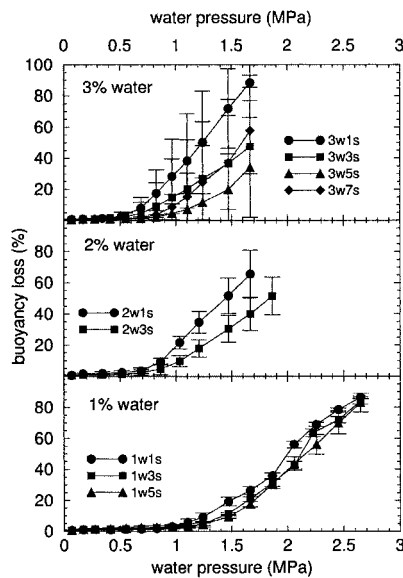 water pressure (MPa)
0 0.5 1 1.5 2 2.5 3
100
3% water
80
60
40
20
3w1s
3w3s
3w5s
3w7s
buoyancy loss (%)
2% water
80
60
40
20
2w1s
2w3s
1% water
80
60
40
20
0
1w1s
1w3s
1w5s
0 0.5 1 1.5 2 2.5 3
water pressure (MPa)